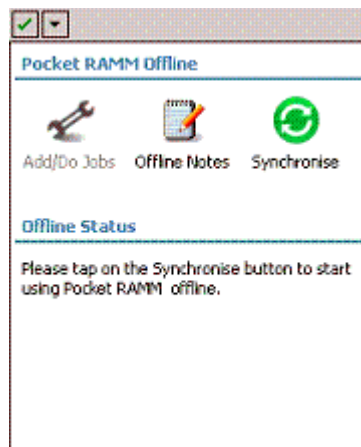 Pocket RAMM Offline
Add/Do Jobs Offline Notes Synchronise
Offline Status
Please tap on the Synchronise button to start
using Pocket RAMM offline.